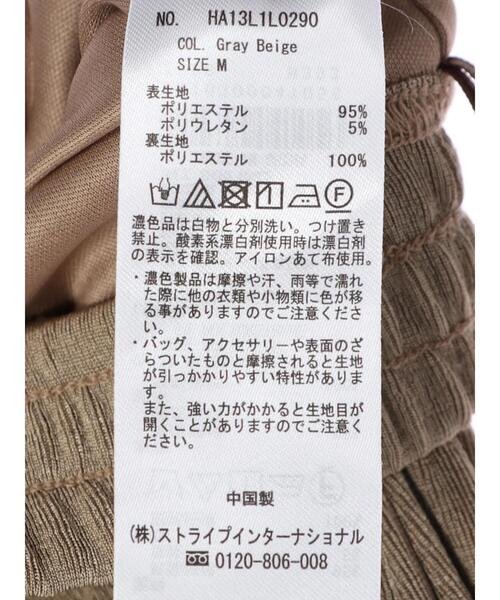 NO. HA13L1L0290
COL. Gray Beige
SIZE M
表生地
ポリエステル 95%
ポリウレタン 5%
裏生地
ポリエステル 100%
濃色品は白物と分別洗い。つけ置き
禁止。酸素系漂白剤使用時は漂白剤
の表示を確認。アイロンあて布使用。
・濃色製品は摩擦や汗、雨等で濡れ
た際に他の衣類や小物類に色が移
る事がありますのでご注意ください。
・バッグ、アクセサリーや表面のざ
らついたものと摩擦されると生地
が引っかかりやすい特性がありま
す。
また、強い力がかかると生地目が
開くことがありますのでご注意くだ
さい。
中国製
(株)ストライプインターナショナル
0120-806-008